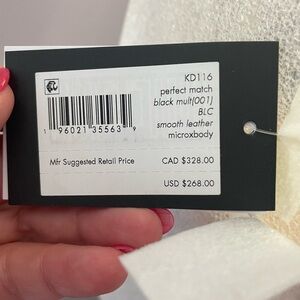 KD116
perfect match
black mult(001)
BLC
smooth leather
microxbody
1 96021 35563 9
Mfr Suggested Retail Price
CAD $328.00
USD $268.00